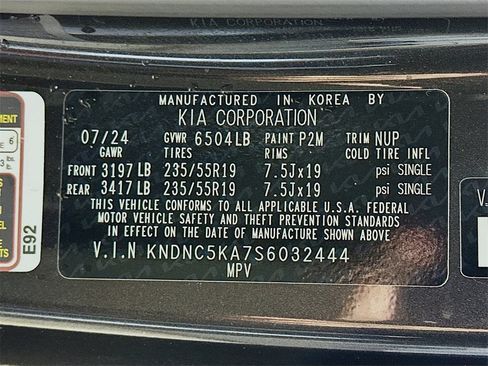 KIA CORPORATION
MANUFACTURED IN KOREA BY
KIA CORPORATION
07/24 GVWR 6504LB PAINT P2M TRIM NUP
GAWR TIRES RIMS COLD TIRE INFL
FRONT 3197LB 235/55R19 7.5Jx19 psi SINGLE
REAR 3417LB 235/55R19 7.5Jx19 psi SINGLE
THIS VEHICLE CONFORMS TO ALL APPLICABLE U.S.A. FEDERAL
MOTOR VEHICLE SAFETY AND THEFT PREVENTION STANDARDS
IN EFFECT ON THE DATE OF MANUFACTURE SHOWN ABOVE
V.I.N KNDNC5KA7S6032444
MPV
E92